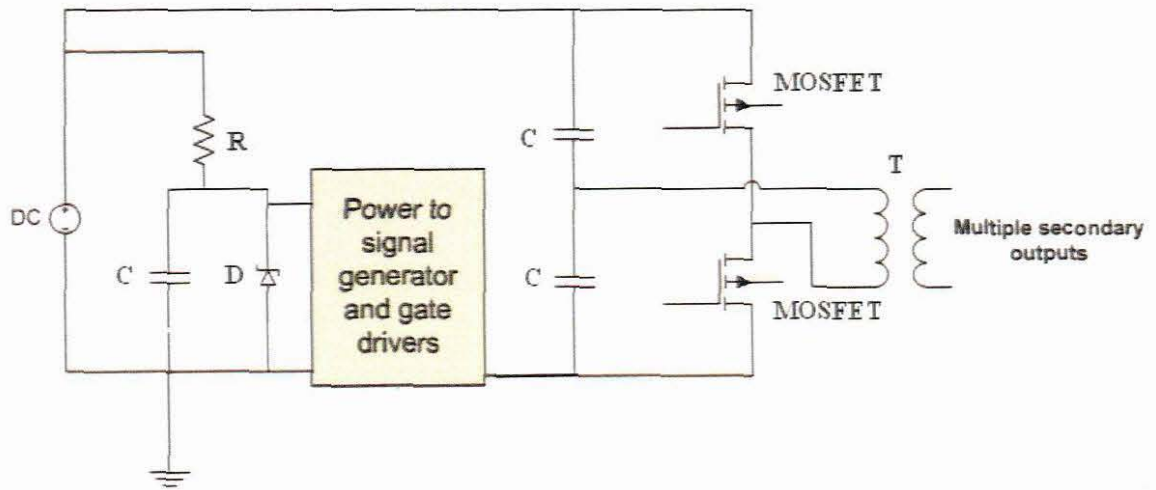 MOSFET
R
C
T
DC
Power to
signal
generator
and gate
drivers
Multiple secondary
outputs
C
D
C
MOSFET